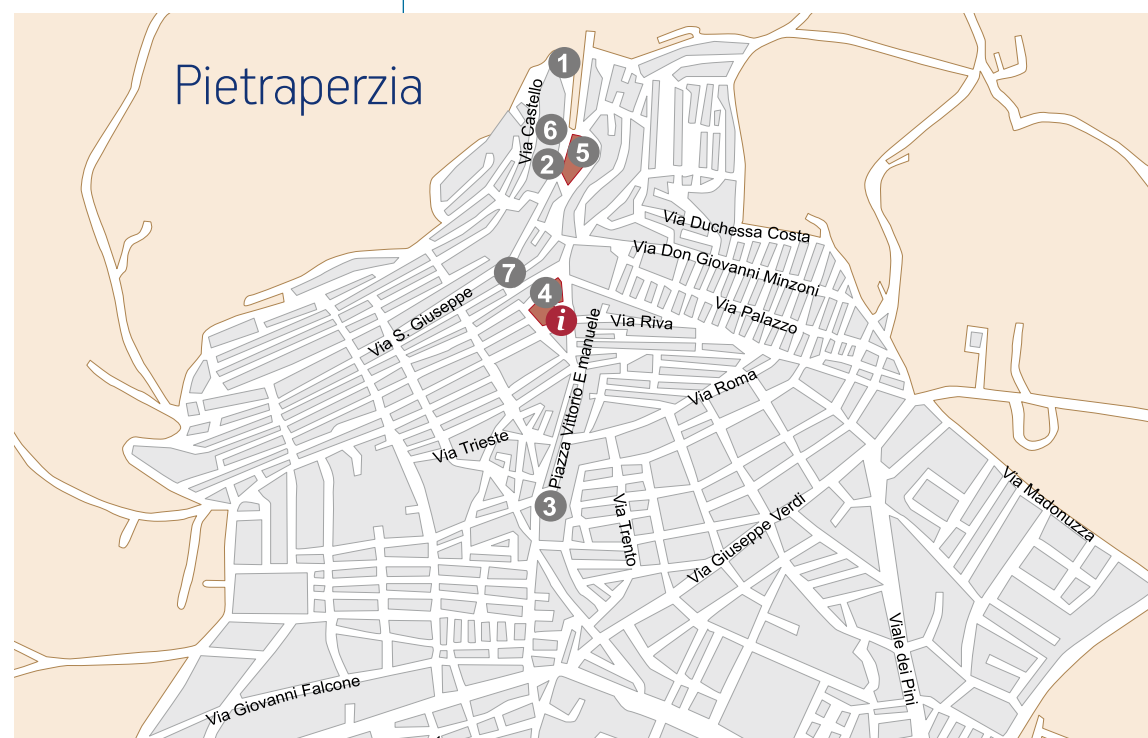 Pietraperzia
1
Via Castello
6
5
2
Via Duchessa Costa
Via Don Giovanni Minzoni
7
4
Via S. Giuseppe
i
Via Palazzo
Via Riva
Piazza Vittorio Emanuele
Via Roma
Via Trieste
3
Via Trento
Via Giuseppe Verdi
Via Madonuzza
Viale dei Pini
Via Giovanni Falcone